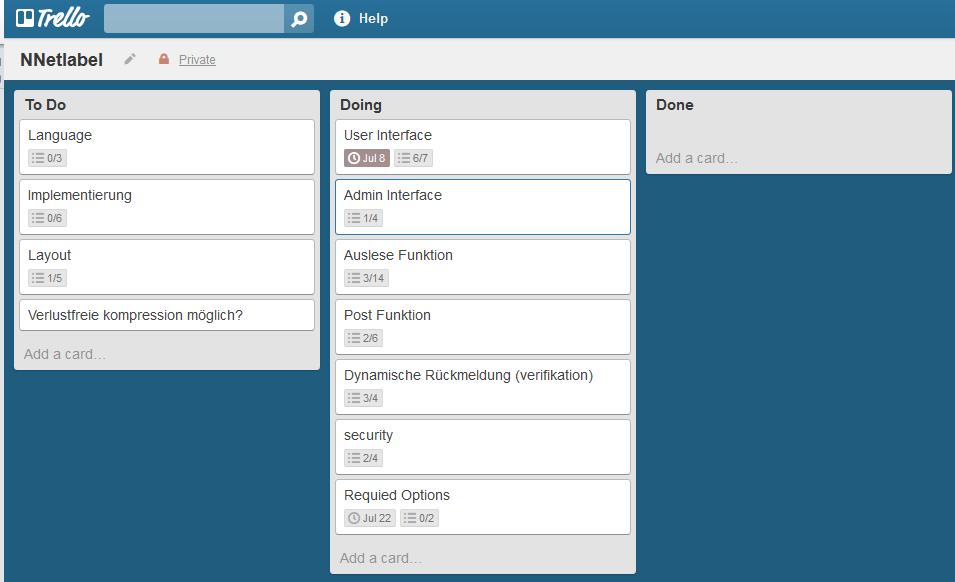 Trello
Help
NNetlabel
Private
To Do
Language
0/3
Implementierung
0/6
Layout
1/5
Verlustfreie kompression möglich?
Add a card…
Doing
User Interface
Jul 8 6/7
Admin Interface
1/4
Auslese Funktion
3/14
Post Funktion
2/6
Dynamische Rückmeldung (verifikation)
3/4
security
2/4
Requied Options
Jul 22 0/2
Add a card…
Done
Add a card…